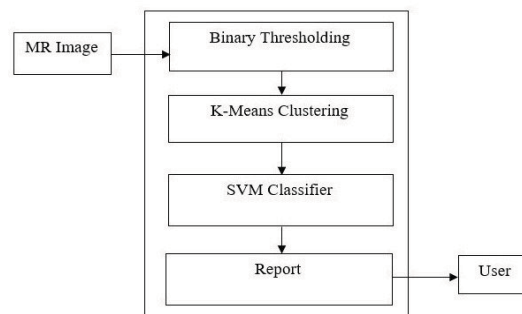 MR Image
Binary Thresholding
K-Means Clustering
SVM Classifier
Report
User